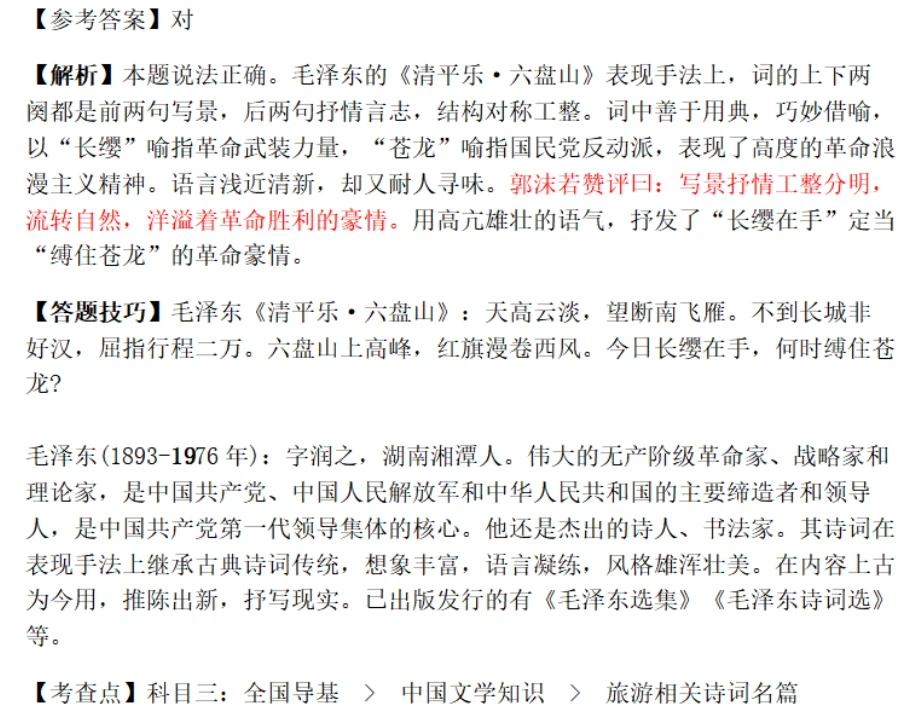 【参考答案】对
【解析】本题说法正确。毛泽东的《清平乐·六盘山》表现手法上，词的上下两
阕都是前两句写景，后两句抒情言志，结构对称工整。词中善于用典，巧妙借喻，
以“长缨”喻指革命武装力量，“苍龙”喻指国民党反动派，表现了高度的革命浪
漫主义精神。语言浅近清新，却又耐人寻味。郭沫若赞评曰：写景抒情工整分明，
流转自然，洋溢着革命胜利的豪情。用高亢雄壮的语气，抒发了“长缨在手”定当
“缚住苍龙”的革命豪情。
【答题技巧】毛泽东《清平乐·六盘山》：天高云淡，望断南飞雁。不到长城非
好汉，屈指行程二万。六盘山上高峰，红旗漫卷西风。今日长缨在手，何时缚住苍
龙?
毛泽东(1893-1976年)：字润之，湖南湘潭人。伟大的无产阶级革命家、战略家和
理论家，是中国共产党、中国人民解放军和中华人民共和国的主要缔造者和领导
人，是中国共产党第一代领导集体的核心。他还是杰出的诗人、书法家。其诗词在
表现手法上继承古典诗词传统，想象丰富，语言凝练，风格雄浑壮美。在内容上古
为今用，推陈出新，抒写现实。已出版发行的有《毛泽东选集》《毛泽东诗词选》
等。
【考查点】科目三：全国导基 > 中国文学知识 > 旅游相关诗词名篇